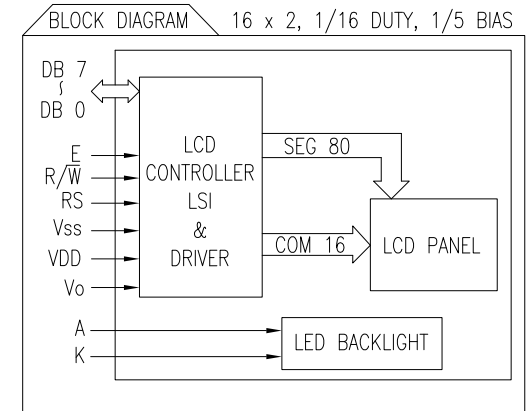 BLOCK DIAGRAM 16 x 2, 1/16 DUTY, 1/5 BIAS
DB 7
~
DB 0
E
R/W̅
RS
Vss
VDD
Vo
A
K
LCD
CONTROLLER
LSI
&
DRIVER
SEG 80
COM 16
LCD PANEL
LED BACKLIGHT